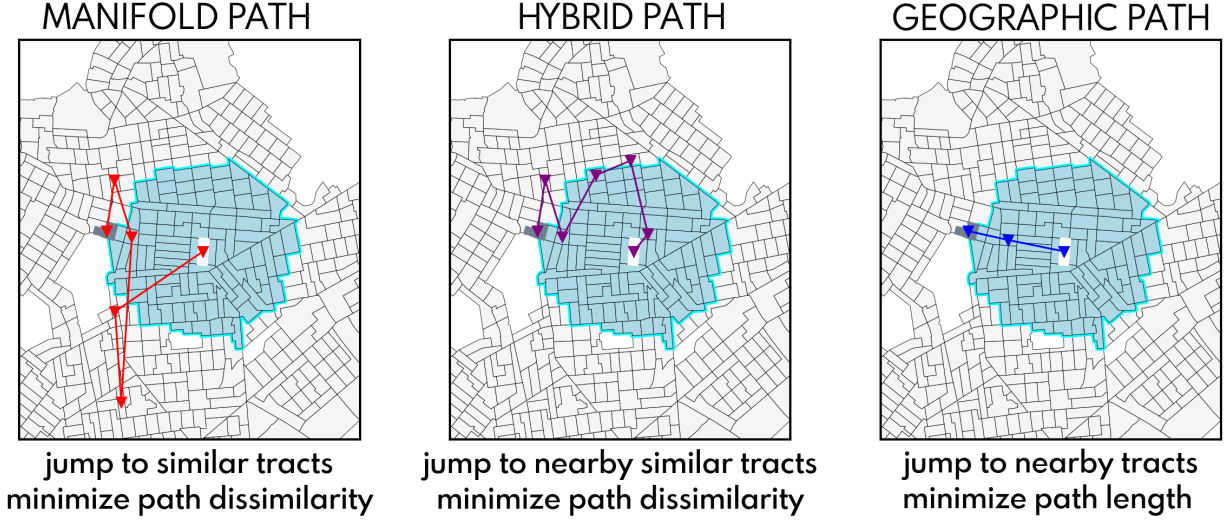 MANIFOLD PATH
HYBRID PATH
GEOGRAPHIC PATH
jump to similar tracts
minimize path dissimilarity
jump to nearby similar tracts
minimize path dissimilarity
jump to nearby tracts
minimize path length